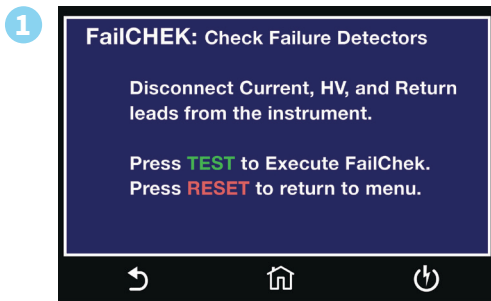 1
FailCHEK: Check Failure Detectors
Disconnect Current, HV, and Return
leads from the instrument.
Press TEST to Execute FailChek.
Press RESET to return to menu.